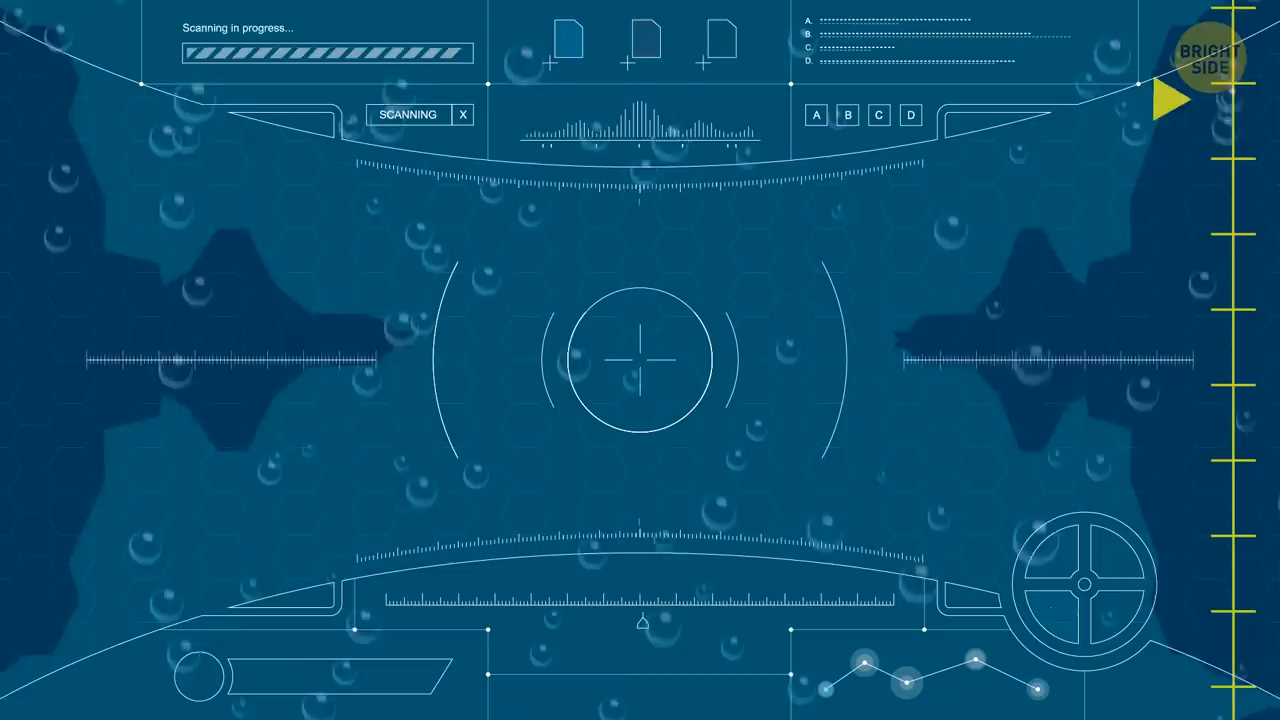 Scanning in progress...
A.
B.
C.
D.
BRIGHT
SIDE
SCANNING X
A B C D